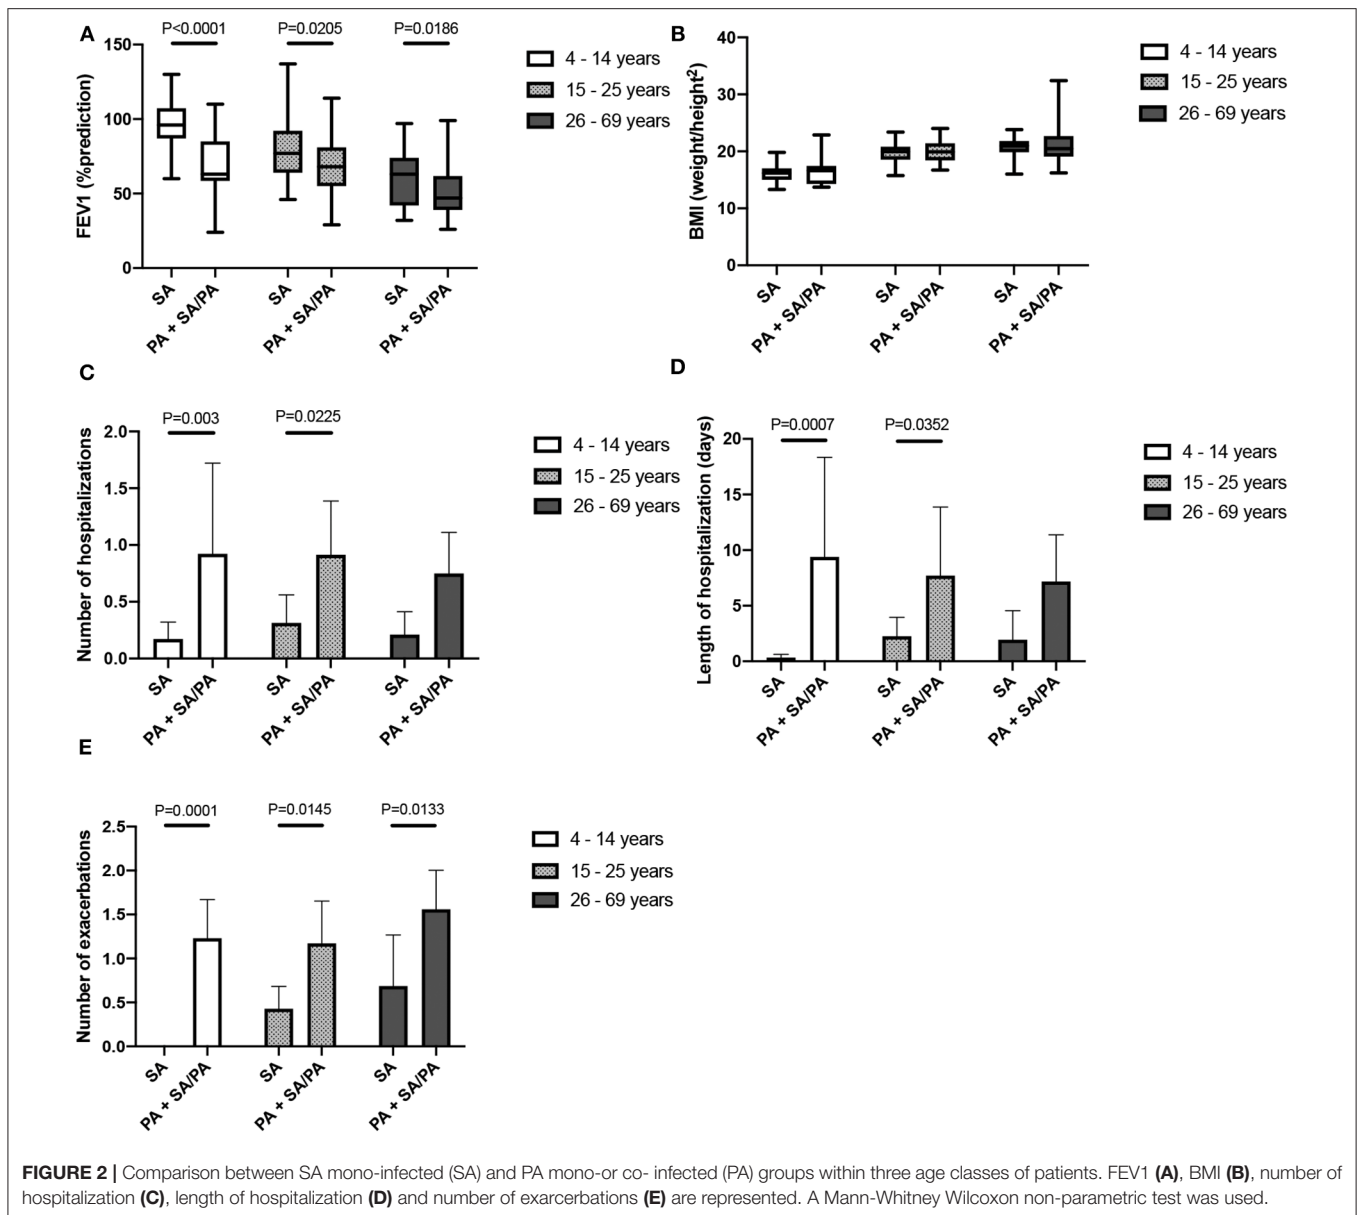 A
P<0.0001
P=0.0205
P=0.0186
FEV1 (%prediction)
150
100
50
0
SA
PA + SA/PA
SA
PA + SA/PA
SA
PA + SA/PA
4 - 14 years
15 - 25 years
26 - 69 years
B
BMI (weight/height²)
40
30
20
10
0
SA
PA + SA/PA
SA
PA + SA/PA
SA
PA + SA/PA
4 - 14 years
15 - 25 years
26 - 69 years
C
P=0.003
P=0.0225
Number of hospitalizations
2.0
1.5
1.0
0.5
0.0
SA
PA + SA/PA
SA
PA + SA/PA
SA
PA + SA/PA
4 - 14 years
15 - 25 years
26 - 69 years
D
P=0.0007
P=0.0352
Length of hospitalization (days)
20
15
10
5
0
SA
PA + SA/PA
SA
PA + SA/PA
SA
PA + SA/PA
4 - 14 years
15 - 25 years
26 - 69 years
E
P=0.0001
P=0.0145
P=0.0133
Number of exacerbations
2.5
2.0
1.5
1.0
0.5
0.0
SA
PA + SA/PA
SA
PA + SA/PA
SA
PA + SA/PA
4 - 14 years
15 - 25 years
26 - 69 years
FIGURE 2 | Comparison between SA mono-infected (SA) and PA mono-or co- infected (PA) groups within three age classes of patients. FEV1 (A), BMI (B), number of
hospitalization (C), length of hospitalization (D) and number of exarcerbations (E) are represented. A Mann-Whitney Wilcoxon non-parametric test was used.